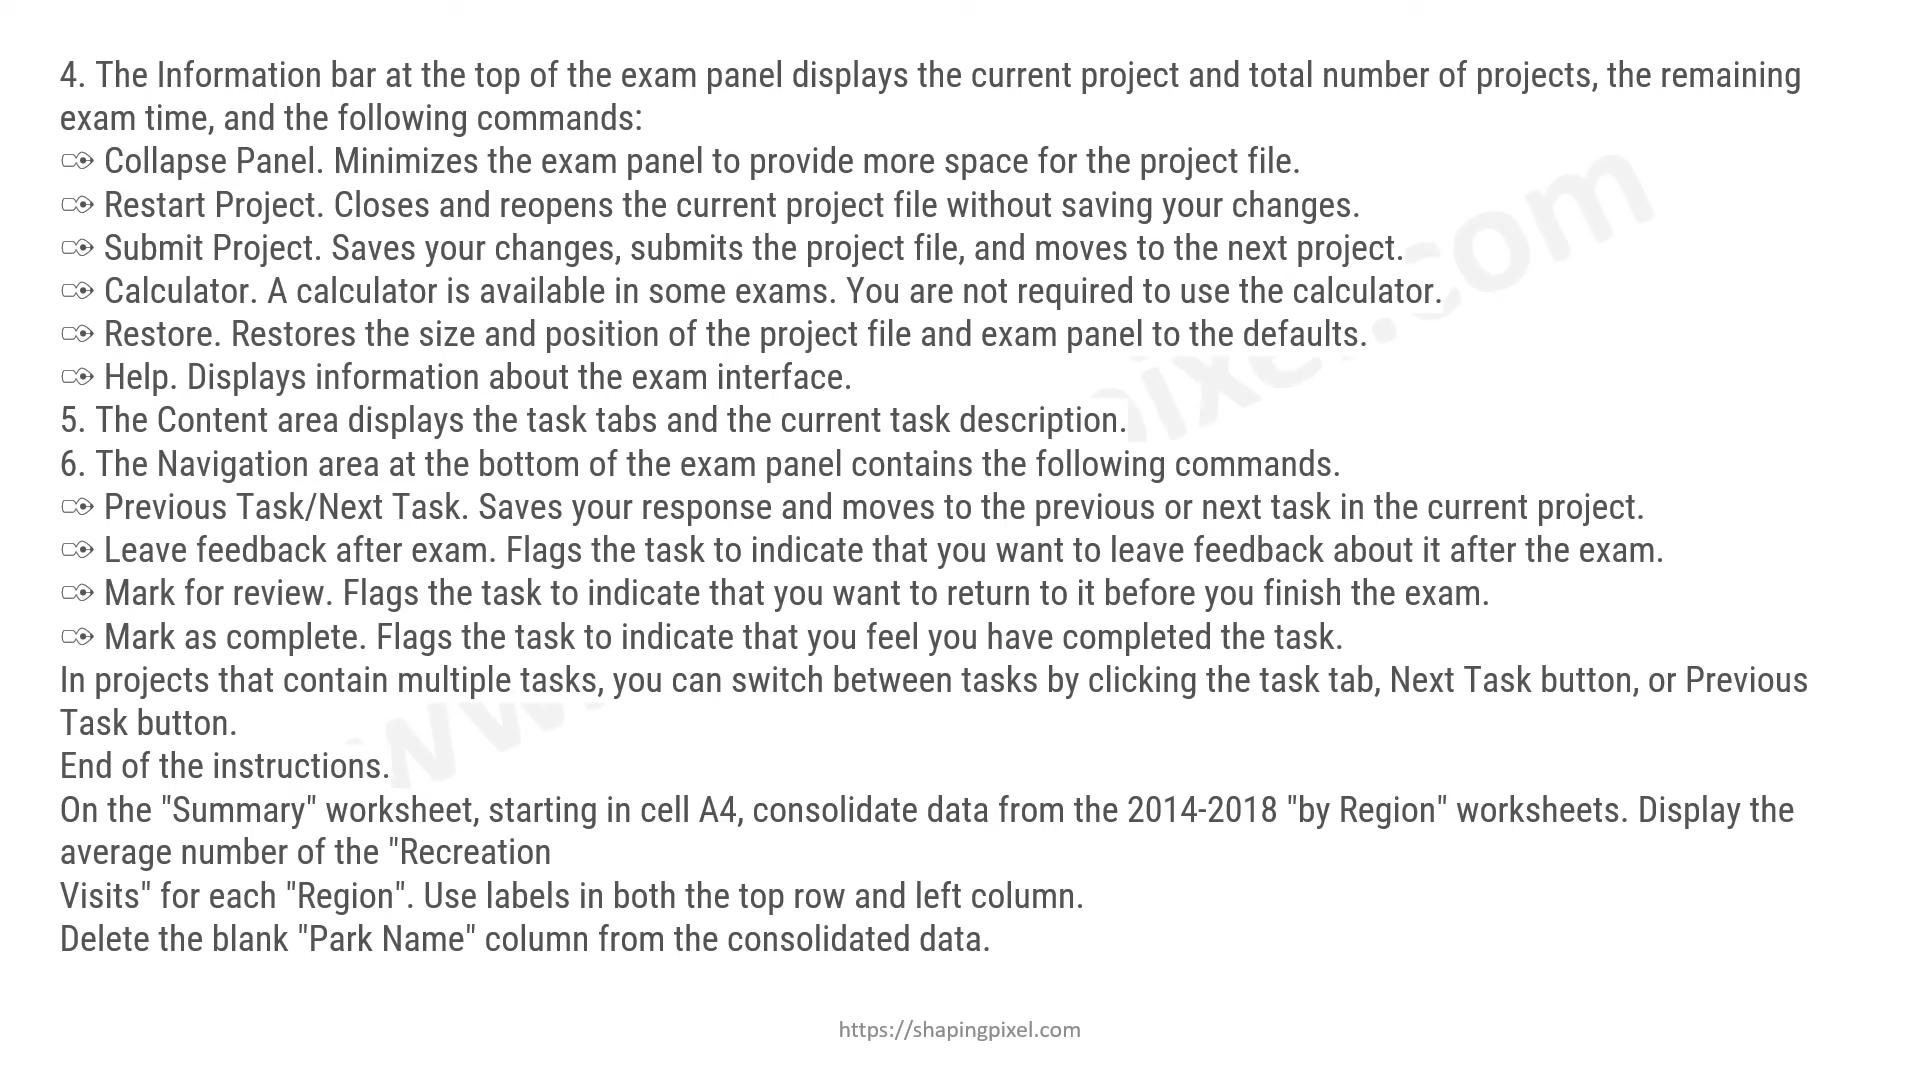 4. The Information bar at the top of the exam panel displays the current project and total number of projects, the remaining
exam time, and the following commands:
Collapse Panel. Minimizes the exam panel to provide more space for the project file.
Restart Project. Closes and reopens the current project file without saving your changes.
Submit Project. Saves your changes, submits the project file, and moves to the next project.
Calculator. A calculator is available in some exams. You are not required to use the calculator.
Restore. Restores the size and position of the project file and exam panel to the defaults.
Help. Displays information about the exam interface.
5. The Content area displays the task tabs and the current task description.
6. The Navigation area at the bottom of the exam panel contains the following commands.
Previous Task/Next Task. Saves your response and moves to the previous or next task in the current project.
Leave feedback after exam. Flags the task to indicate that you want to leave feedback about it after the exam.
Mark for review. Flags the task to indicate that you want to return to it before you finish the exam.
Mark as complete. Flags the task to indicate that you feel you have completed the task.
In projects that contain multiple tasks, you can switch between tasks by clicking the task tab, Next Task button, or Previous
Task button.
End of the instructions.
On the "Summary" worksheet, starting in cell A4, consolidate data from the 2014-2018 "by Region" worksheets. Display the
average number of the "Recreation
Visits" for each "Region". Use labels in both the top row and left column.
Delete the blank "Park Name" column from the consolidated data.
https://shapingpixel.com